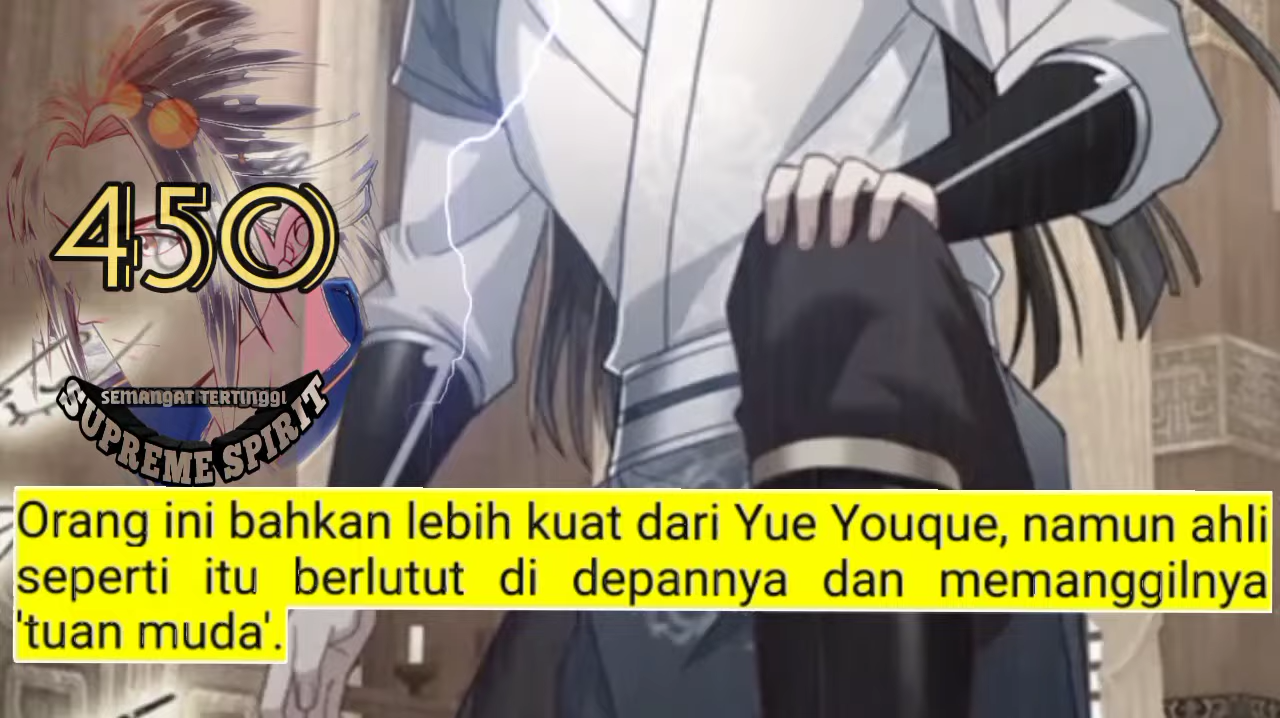 450
SEMANGAT TERTINGGI
SUPREME SPIRIT
Orang ini bahkan lebih kuat dari Yue Youque, namun ahli
seperti itu berlutut di depannya dan memanggilnya
'tuan muda'.